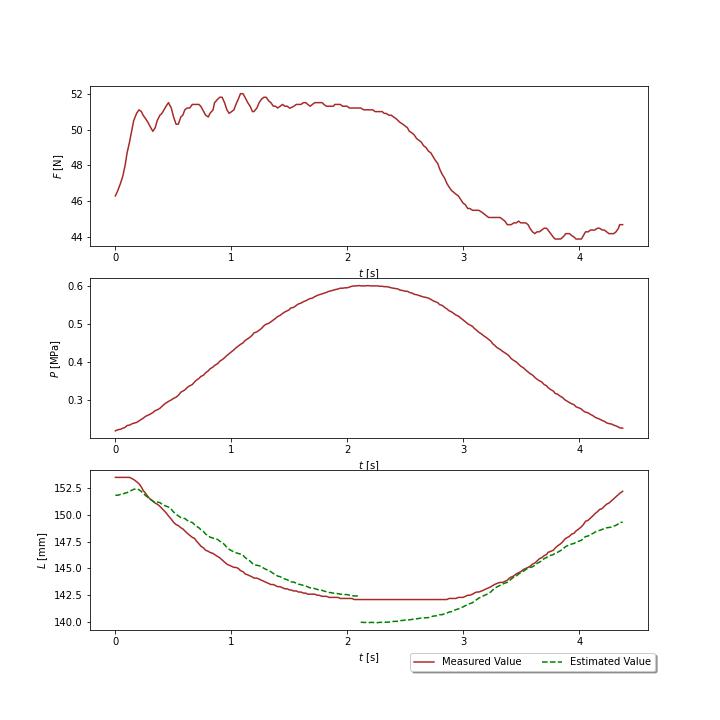 52
50
48
46
44
F [N]
0 1 2 3 4
t [s]
0.6
0.5
0.4
0.3
P [MPa]
0 1 2 3 4
t [s]
152.5
150.0
147.5
145.0
142.5
140.0
L [mm]
0 1 2 3 4
t [s]
Measured Value Estimated Value